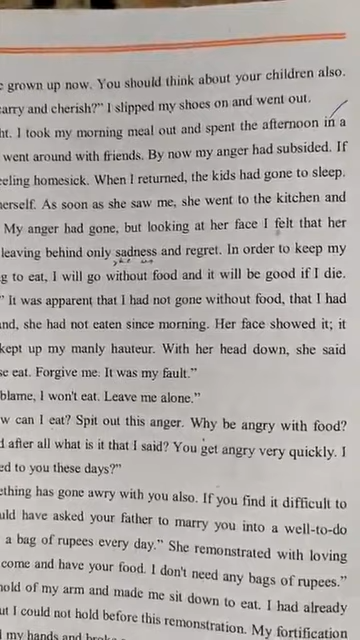 grown up now. You should think about your children also.
arry and cherish?" I slipped my shoes on and went out.
ht. I took my morning meal out and spent the afternoon in a
went around with friends. By now my anger had subsided. If
eeling homesick. When I returned, the kids had gone to sleep.
herself. As soon as she saw me, she went to the kitchen and
My anger had gone, but looking at her face I felt that her
leaving behind only sadness and regret. In order to keep my
g to eat, I will go without food and it will be good if I die.
" It was apparent that I had not gone without food, that I had
nd, she had not eaten since morning. Her face showed it; it
kept up my manly hauteur. With her head down, she said
se eat. Forgive me. It was my fault."
blame, I won't eat. Leave me alone."
w can I eat? Spit out this anger. Why be angry with food?
d after all what is it that I said? You get angry very quickly. I
ed to you these days?"
ething has gone awry with you also. If you find it difficult to
uld have asked your father to marry you into a well-to-do
a bag of rupees every day." She remonstrated with loving
come and have your food. I don't need any bags of rupees."
hold of my arm and made me sit down to eat. I had already
ut I could not hold before this remonstration. My fortification
my hands and